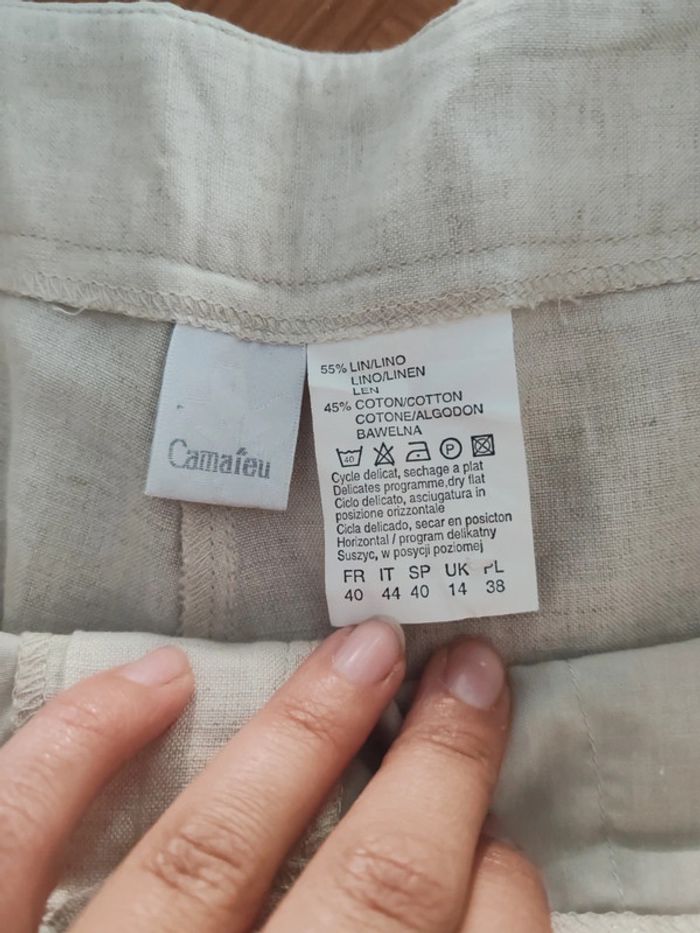 Camaïeu
55% LIN/LINO
LINO/LINEN
LEN
45% COTON/COTTON
COTONE/ALGODON
BAWELNA
40 P
Cycle delicat, sechage a plat
Delicates programme,dry flat
Ciclo delicato, asciugatura in
posizione orizzontale
Cicla delicado, secar en posicton
Horizontal / program delikatny
Suszyc, w posycji poziomej
FR IT SP UK PL
40 44 40 14 38